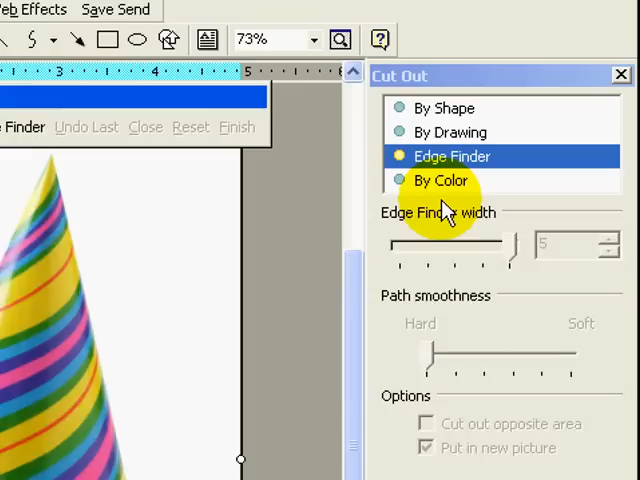 Web Effects Save Send
73%
3 4 5 6
Cut Out
By Shape
By Drawing
Edge Finder
By Color
e Finder Undo Last Close Reset Finish
Edge Finder width
5
Path smoothness
Hard Soft
Options
Cut out opposite area
Put in new picture